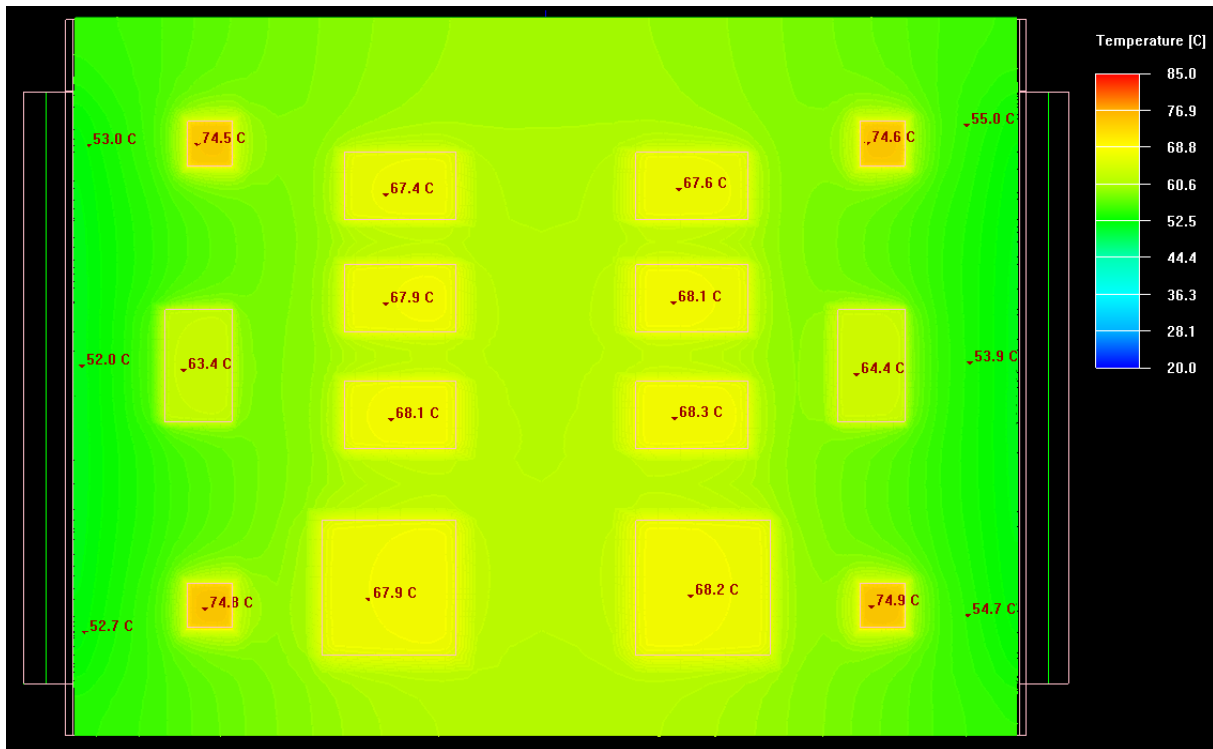 Temperature [C]
85.0
76.9
68.8
60.6
52.5
44.4
36.3
28.1
20.0
53.0 C
74.5 C
74.6 C
55.0 C
67.4 C
67.6 C
67.9 C
68.1 C
52.0 C
63.4 C
64.4 C
53.9 C
68.1 C
68.3 C
67.9 C
68.2 C
52.7 C
74.8 C
74.9 C
54.7 C